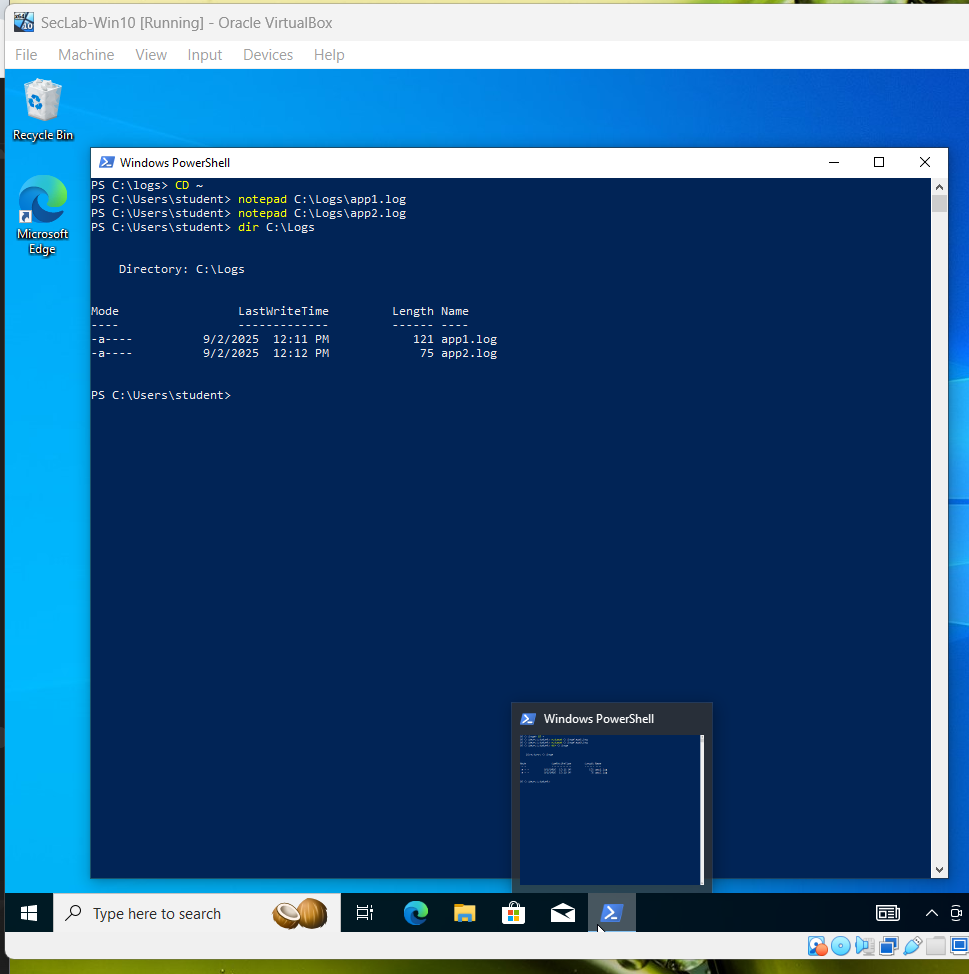 SecLab-Win10 [Running] - Oracle VirtualBox
File Machine View Input Devices Help
Recycle Bin
Microsoft
Edge
Windows PowerShell
PS C:\logs> CD ~
PS C:\Users\student> notepad C:\Logs\app1.log
PS C:\Users\student> notepad C:\Logs\app2.log
PS C:\Users\student> dir C:\Logs
Directory: C:\Logs
Mode LastWriteTime Length Name
---- ------------- ------ ----
-a---- 9/2/2025 12:11 PM 121 app1.log
-a---- 9/2/2025 12:12 PM 75 app2.log
PS C:\Users\student>
Windows PowerShell
Type here to search